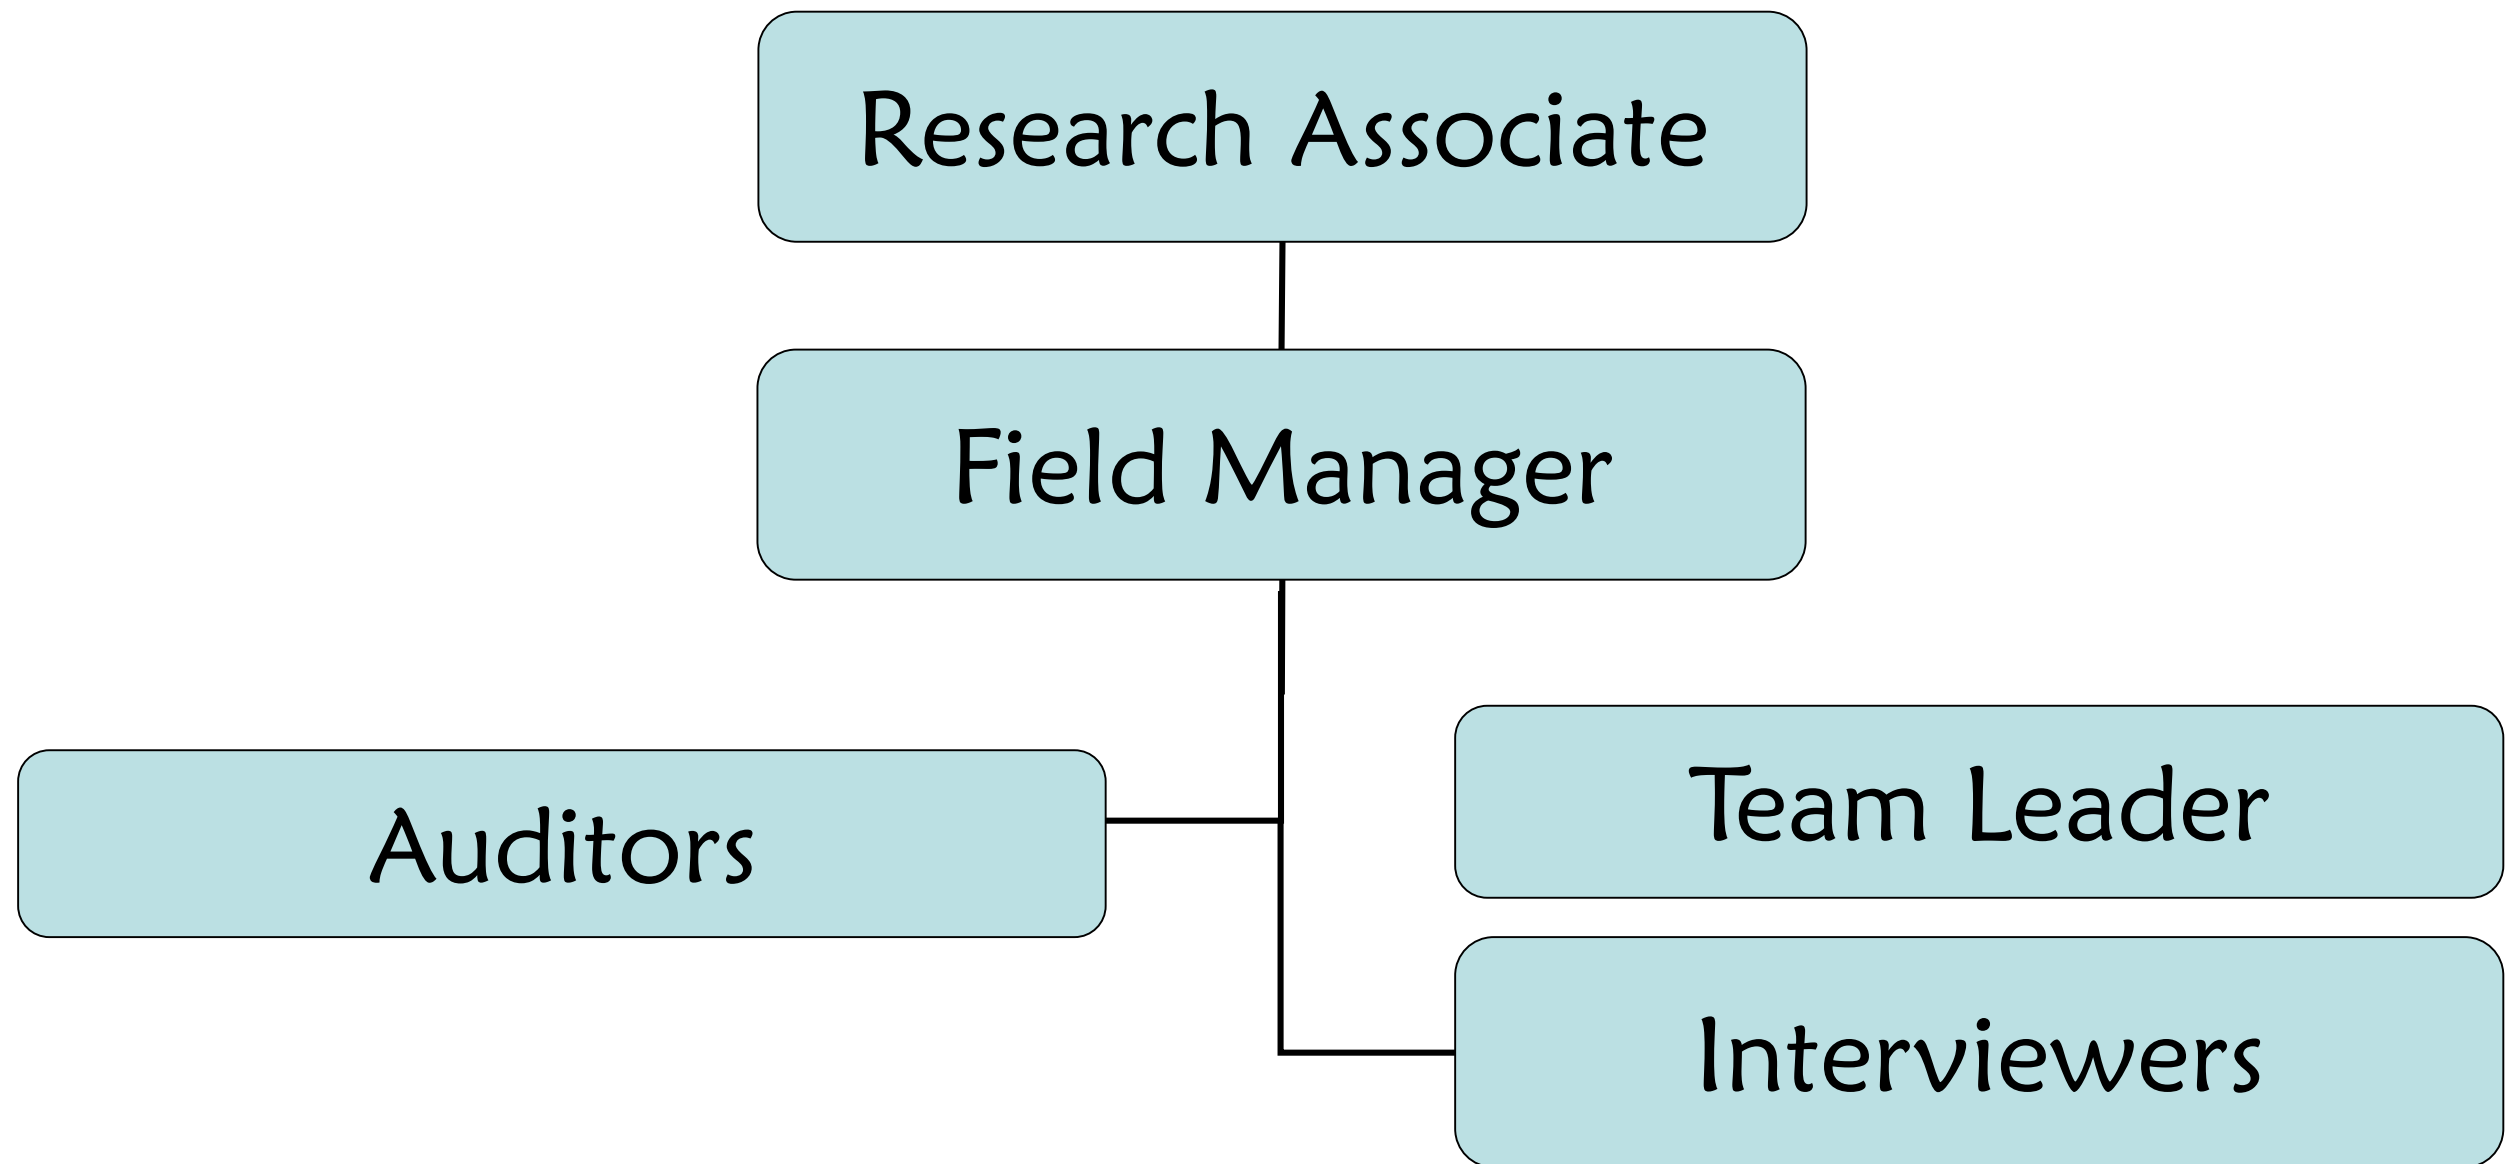 Research Associate
Field Manager
Team Leader
Auditors
Interviewers